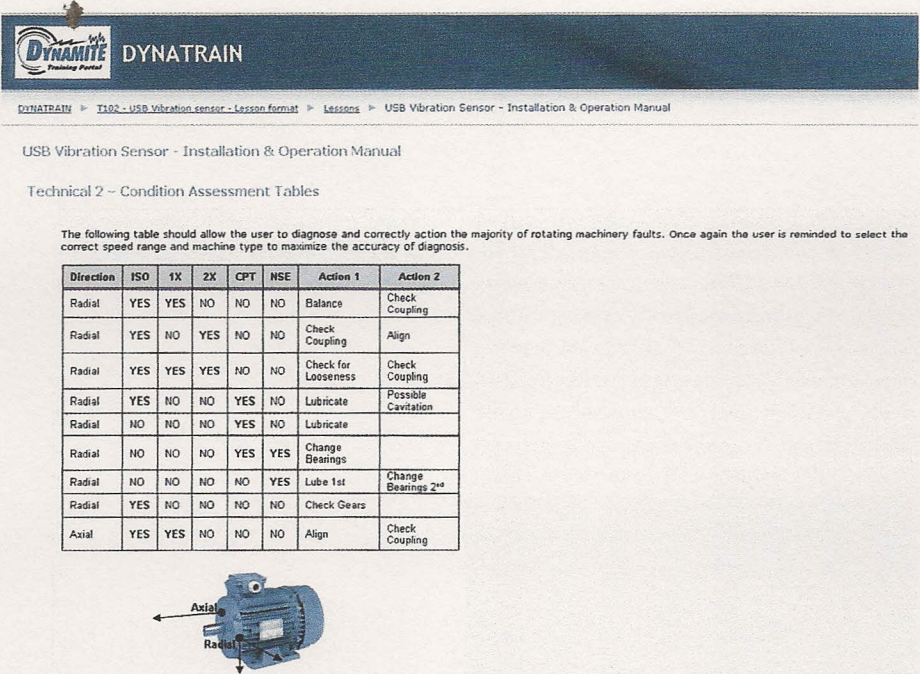 DYNAMITE
Training Portal
DYNATRAIN
DYNATRAIN ► T102 - USB Vibration sensor - Lesson format ► Lessons ► USB Vibration Sensor - Installation & Operation Manual
USB Vibration Sensor - Installation & Operation Manual
Technical 2 – Condition Assessment Tables
The following table should allow the user to diagnose and correctly action the majority of rotating machinery faults. Once again the user is reminded to select the
correct speed range and machine type to maximize the accuracy of diagnosis.
Direction ISO 1X 2X CPT NSE Action 1 Action 2
Radial YES YES NO NO NO Balance Check Coupling
Radial YES NO YES NO NO Check Coupling Align
Radial YES YES YES NO NO Check for Looseness Check Coupling
Radial YES NO NO YES NO Lubricate Possible Cavitation
Radial NO NO NO YES NO Lubricate
Radial NO NO NO YES YES Change Bearings
Radial NO NO NO NO YES Lube 1st Change Bearings 2nd
Radial YES NO NO NO NO Check Gears
Axial YES YES NO NO NO Align Check Coupling
Axial
Radial